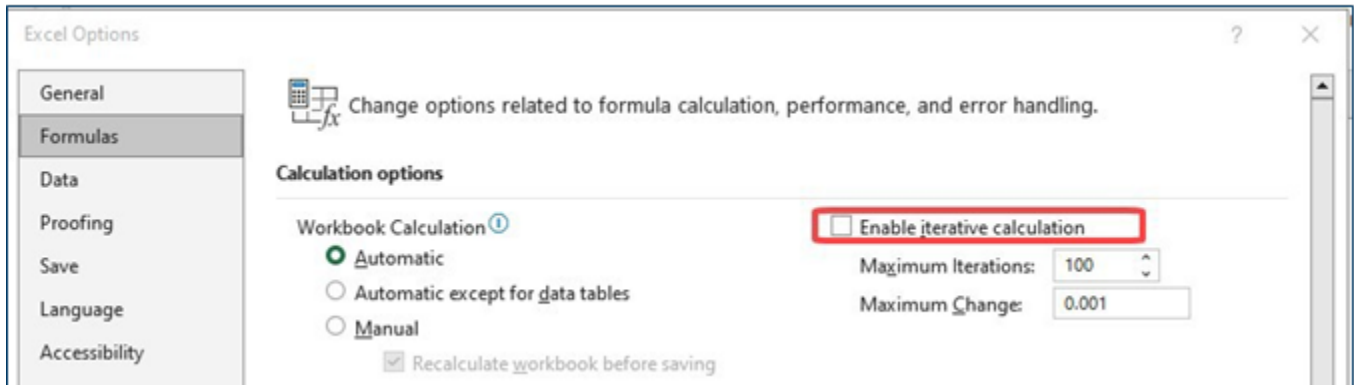 Excel Options
?
General
Formulas
Data
Proofing
Save
Language
Accessibility
fx
Change options related to formula calculation, performance, and error handling.
Calculation options
Workbook Calculation
Automatic
Automatic except for data tables
Manual
Recalculate workbook before saving
Enable iterative calculation
Maximum Iterations: 100
Maximum Change: 0.001